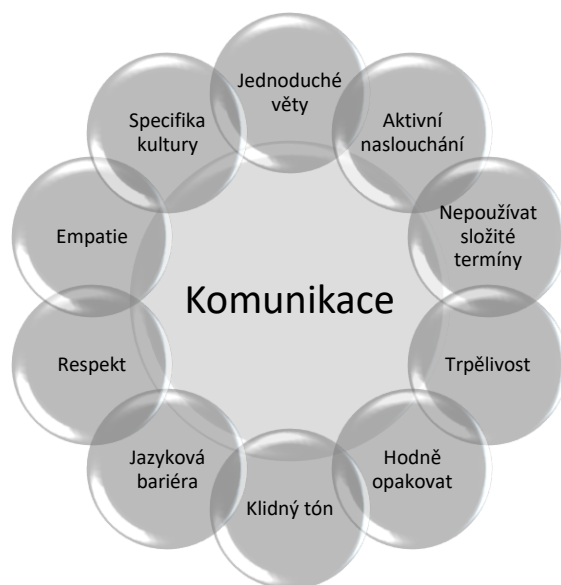 Jednoduché
věty
Aktivní
naslouchání
Nepoužívat
složité
termíny
Trpělivost
Hodně
opakovat
Klidný tón
Jazyková
bariéra
Respekt
Empatie
Specifika
kultury
Komunikace